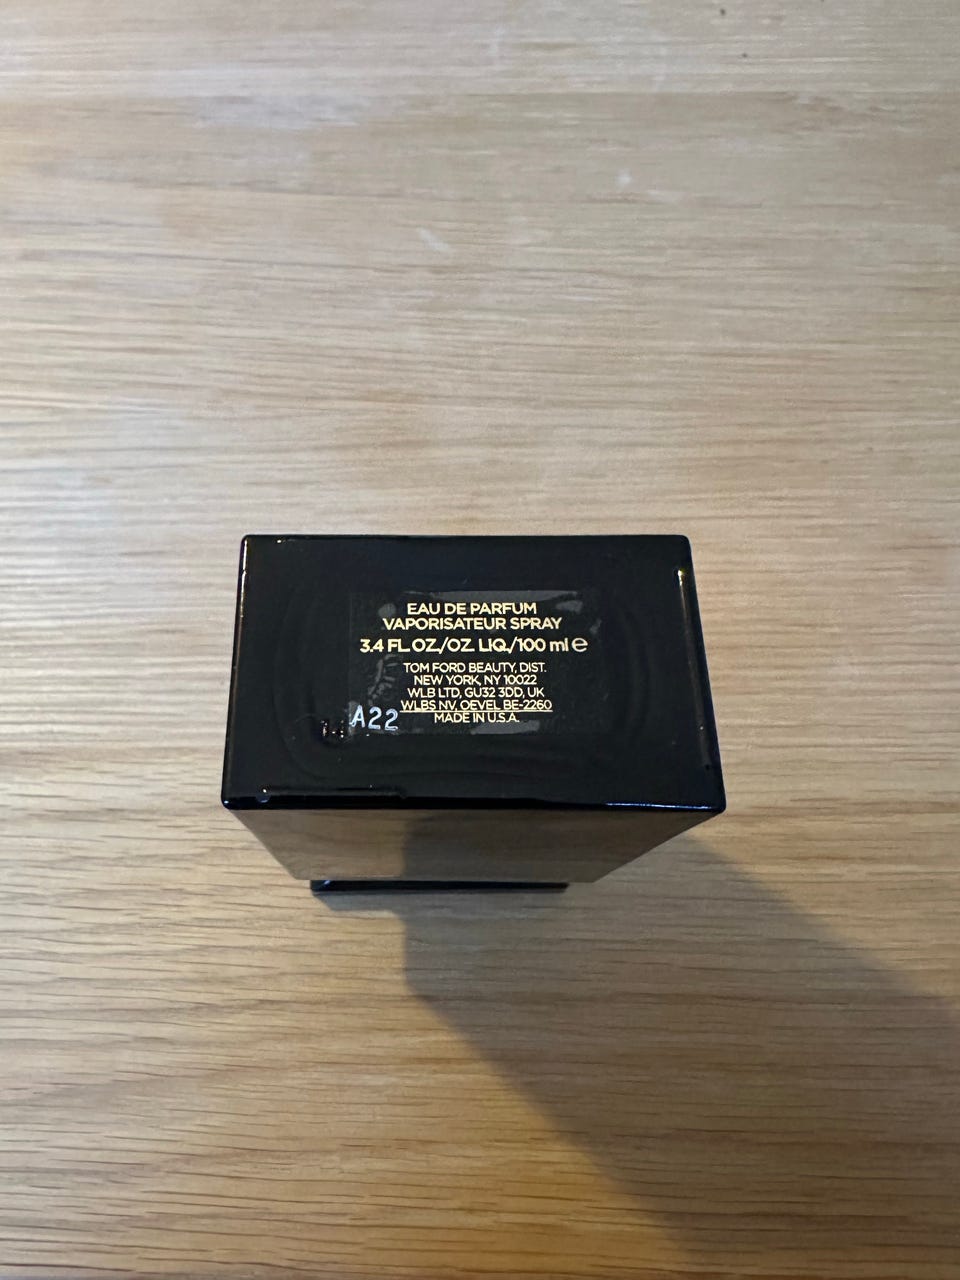 EAU DE PARFUM
VAPORISATEUR SPRAY
3.4 FL.OZ./OZ. LIQ./100 ml ℮
TOM FORD BEAUTY, DIST.
NEW YORK, NY 10022
WLB LTD, GU32 3DD, UK
WLBS NV, OEVEL BE-2260
MADE IN U.S.A.
A22